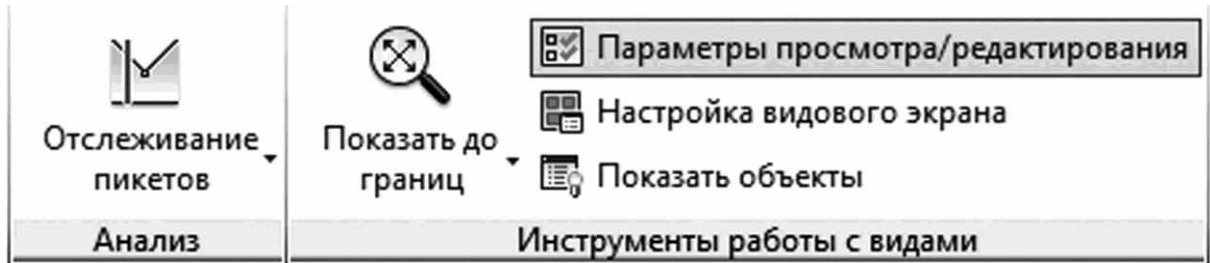 Отслеживание
пикетов
Анализ
Показать до
границ
Параметры просмотра/редактирования
Настройка видового экрана
Показать объекты
Инструменты работы с видами